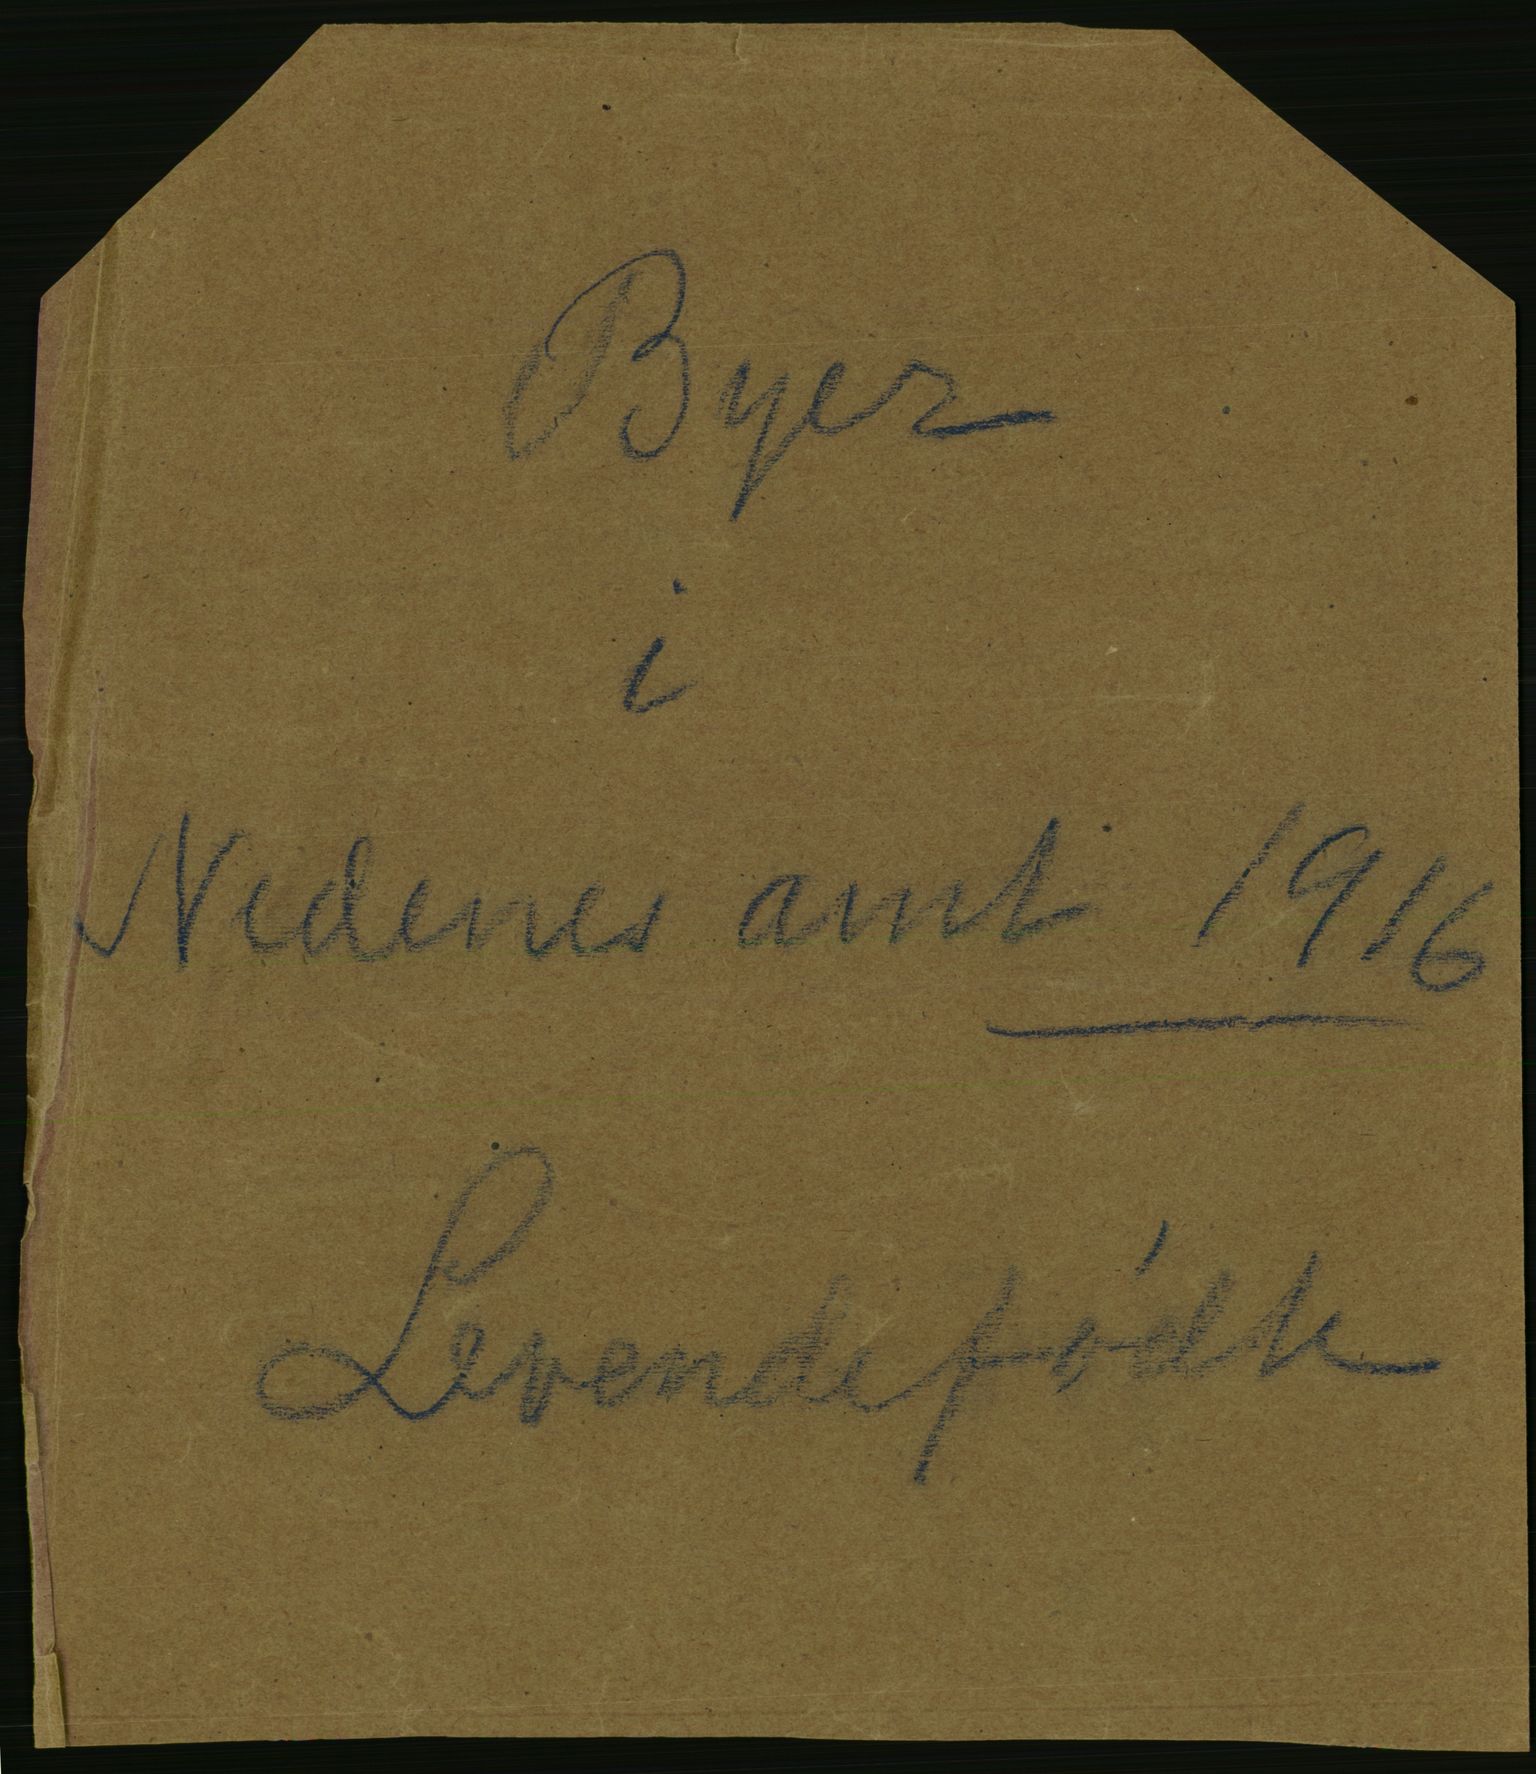 Byer
i
Nedenes amt 1916
Levendefødte